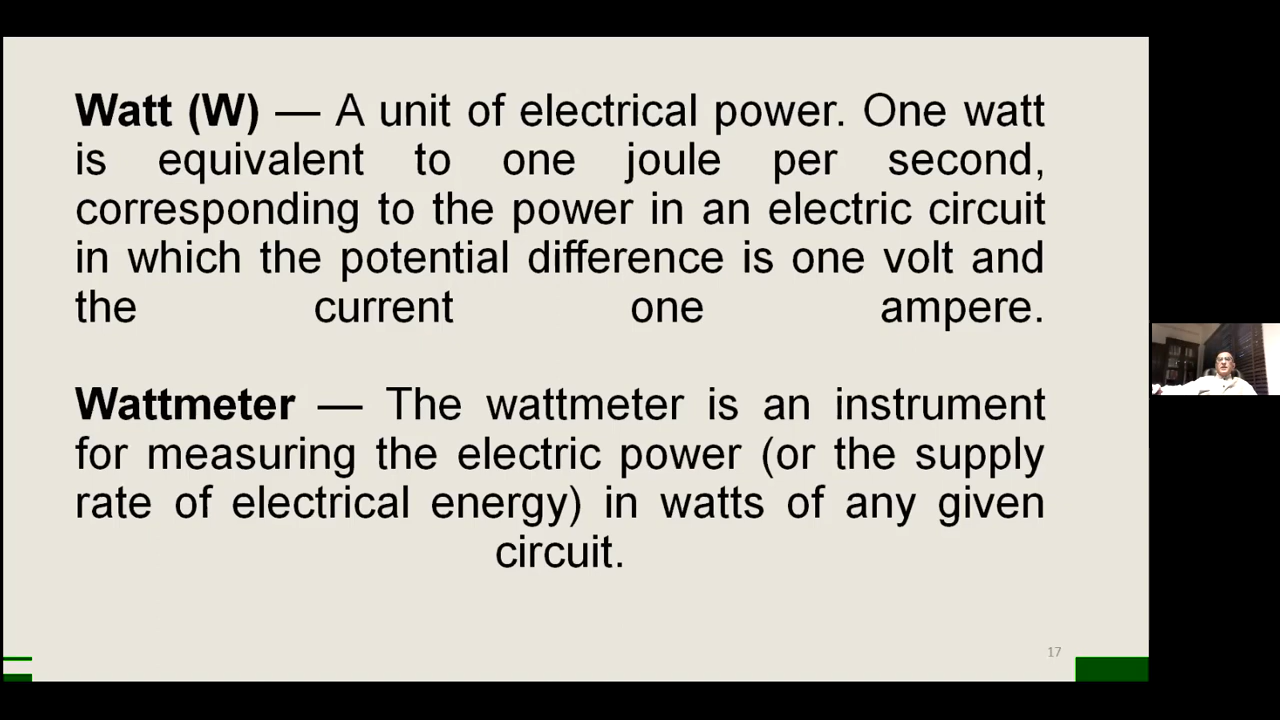 Watt (W) — A unit of electrical power. One watt
is equivalent to one joule per second,
corresponding to the power in an electric circuit
in which the potential difference is one volt and
the current one ampere.
Wattmeter — The wattmeter is an instrument
for measuring the electric power (or the supply
rate of electrical energy) in watts of any given
circuit.
17